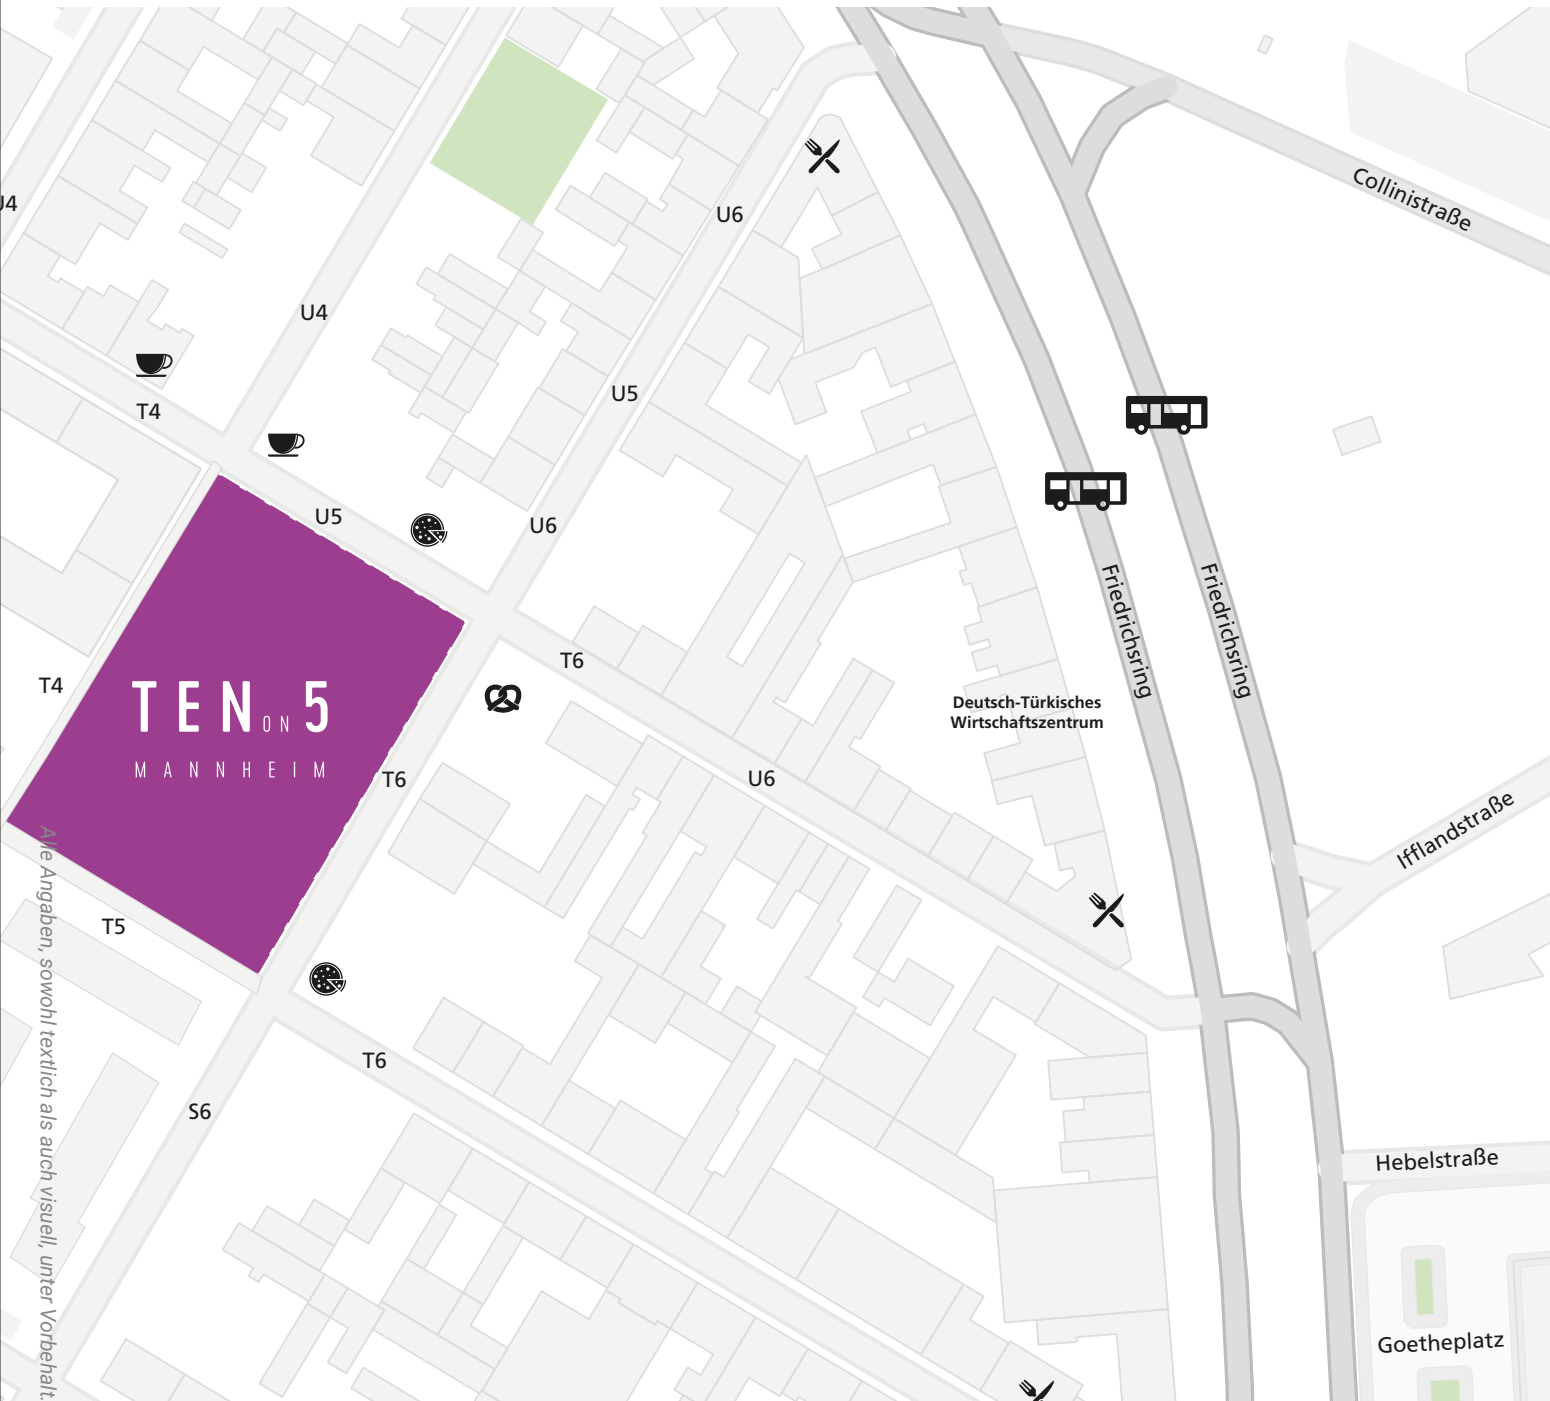 Collinistraße
U4
U6
U4
U5
T4
U5
U6
Friedrichsring
Friedrichsring
T6
T4
TEN ON 5
MANNHEIM
Deutsch-Türkisches
Wirtschaftszentrum
T6
U6
Ifflandstraße
Alle Angaben, sowohl textlich als auch visuell, unter Vorbehalt.
T5
T6
S6
Hebelstraße
Goetheplatz